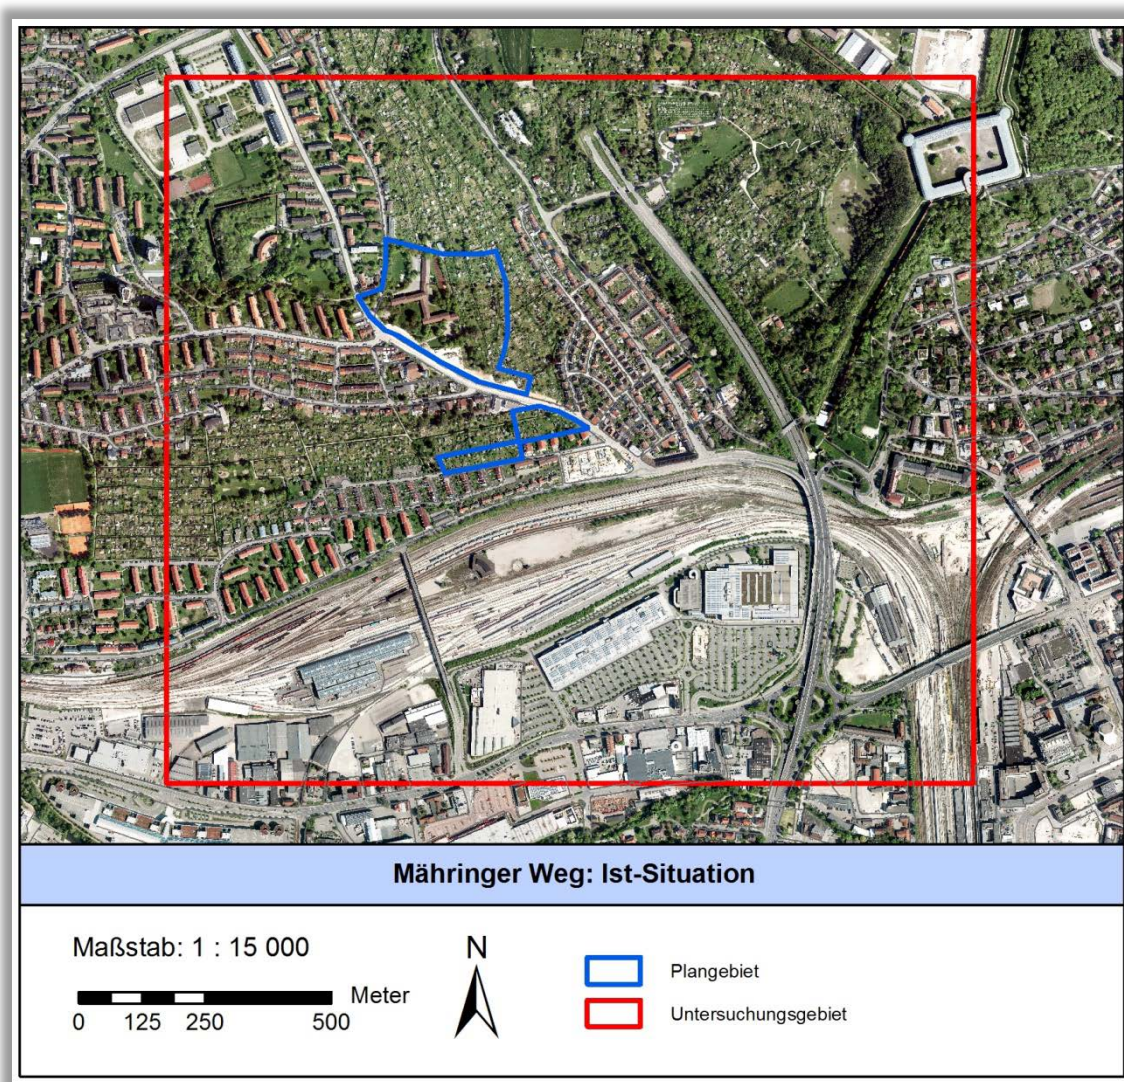 Mähringer Weg: Ist-Situation
Maßstab: 1 : 15 000
N
Meter
0 125 250 500
Plangebiet
Untersuchungsgebiet